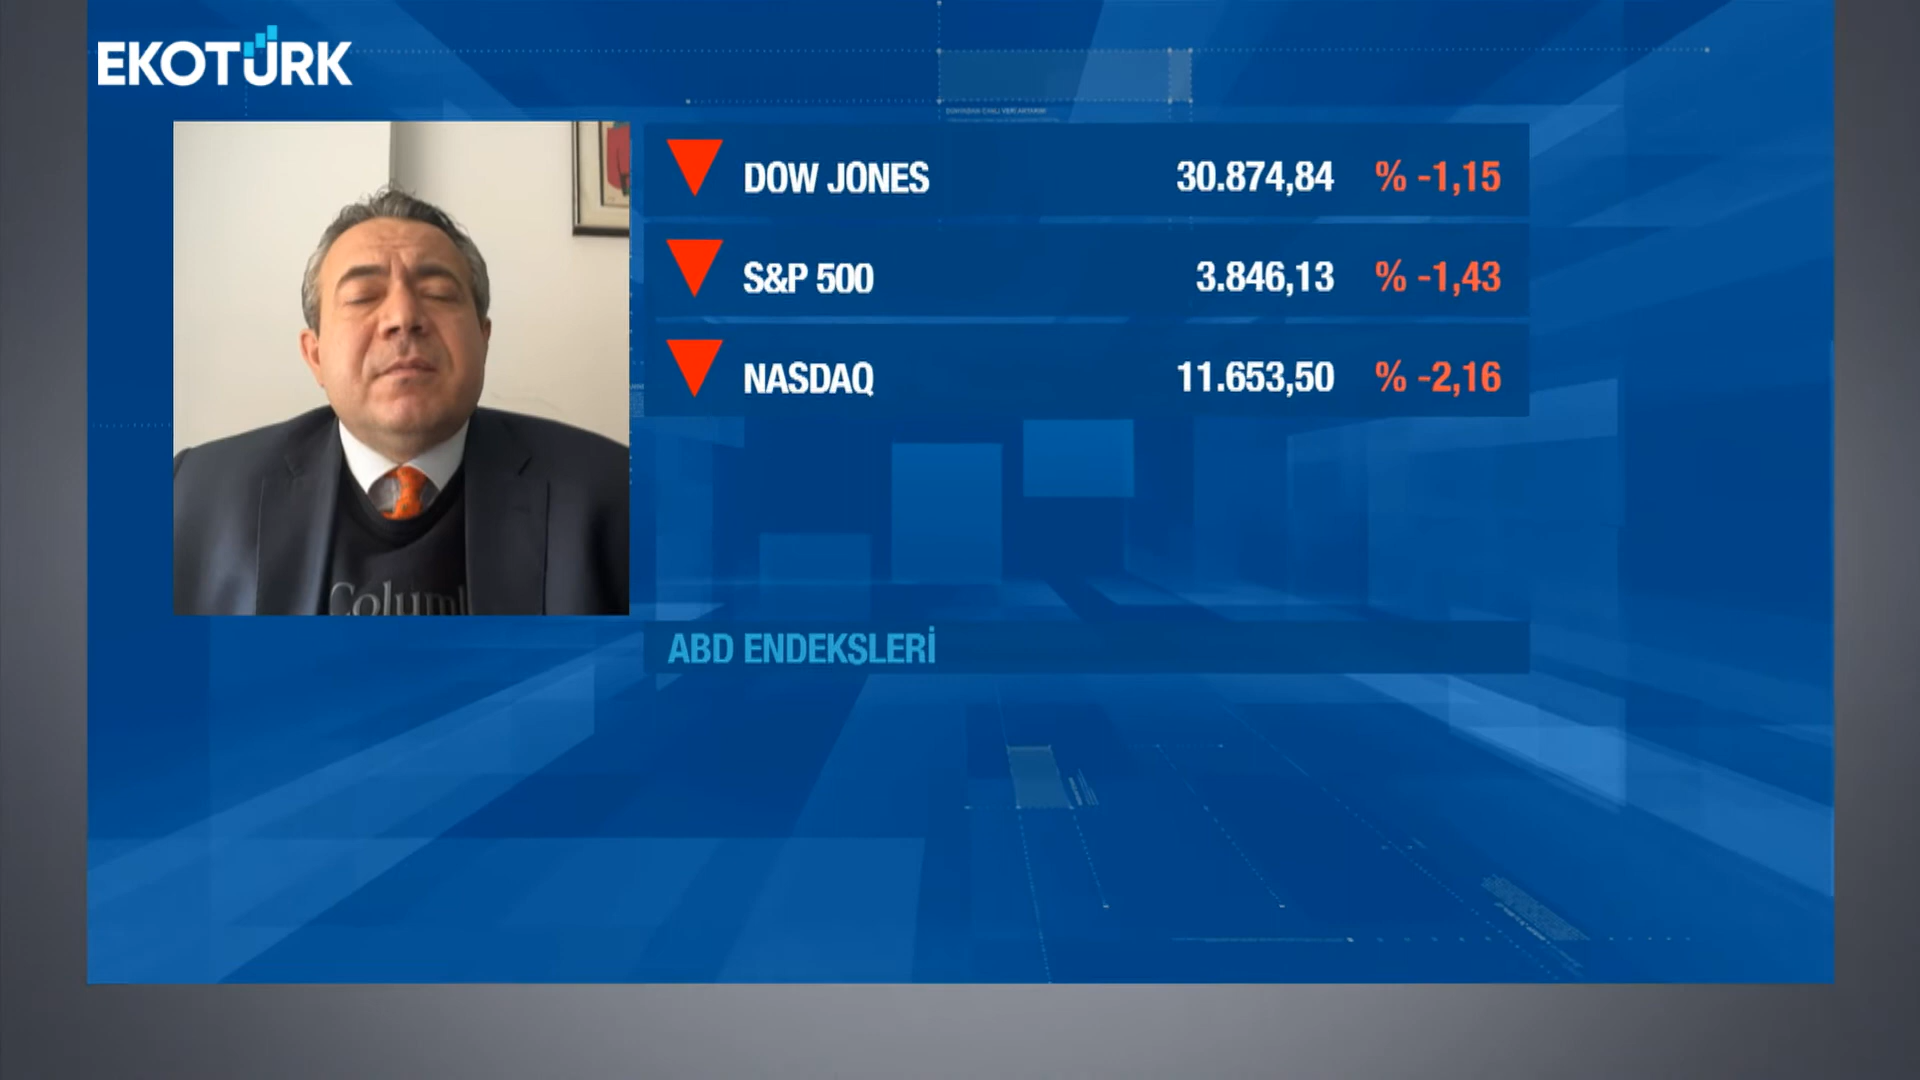 EKOTÜRK
DOW JONES 30.874,84 % -1,15
S&P 500 3.846,13 % -1,43
NASDAQ 11.653,50 % -2,16
ABD ENDEKSLERİ